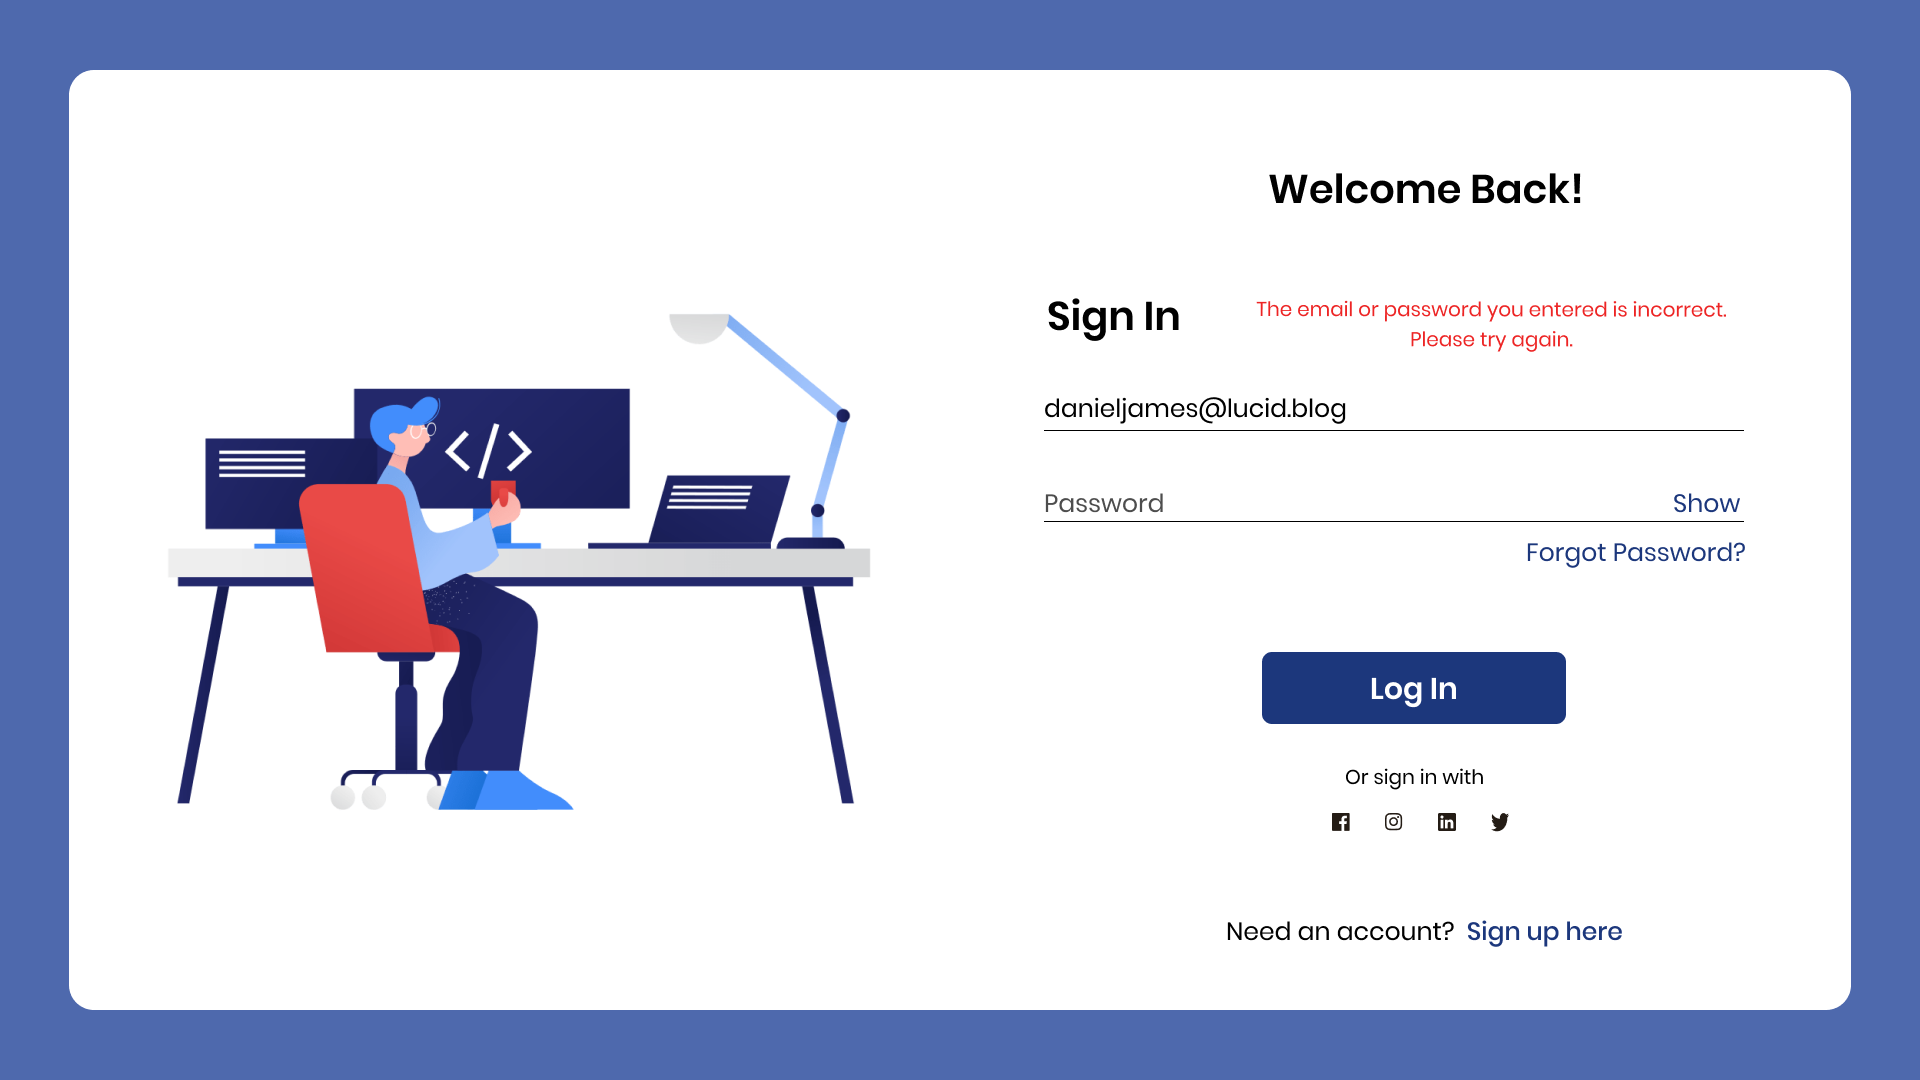 Welcome Back!
Sign In
The email or password you entered is incorrect.
Please try again.
danieljames@lucid.blog
Password
Show
Forgot Password?
</>
Log In
Or sign in with
Need an account? Sign up here